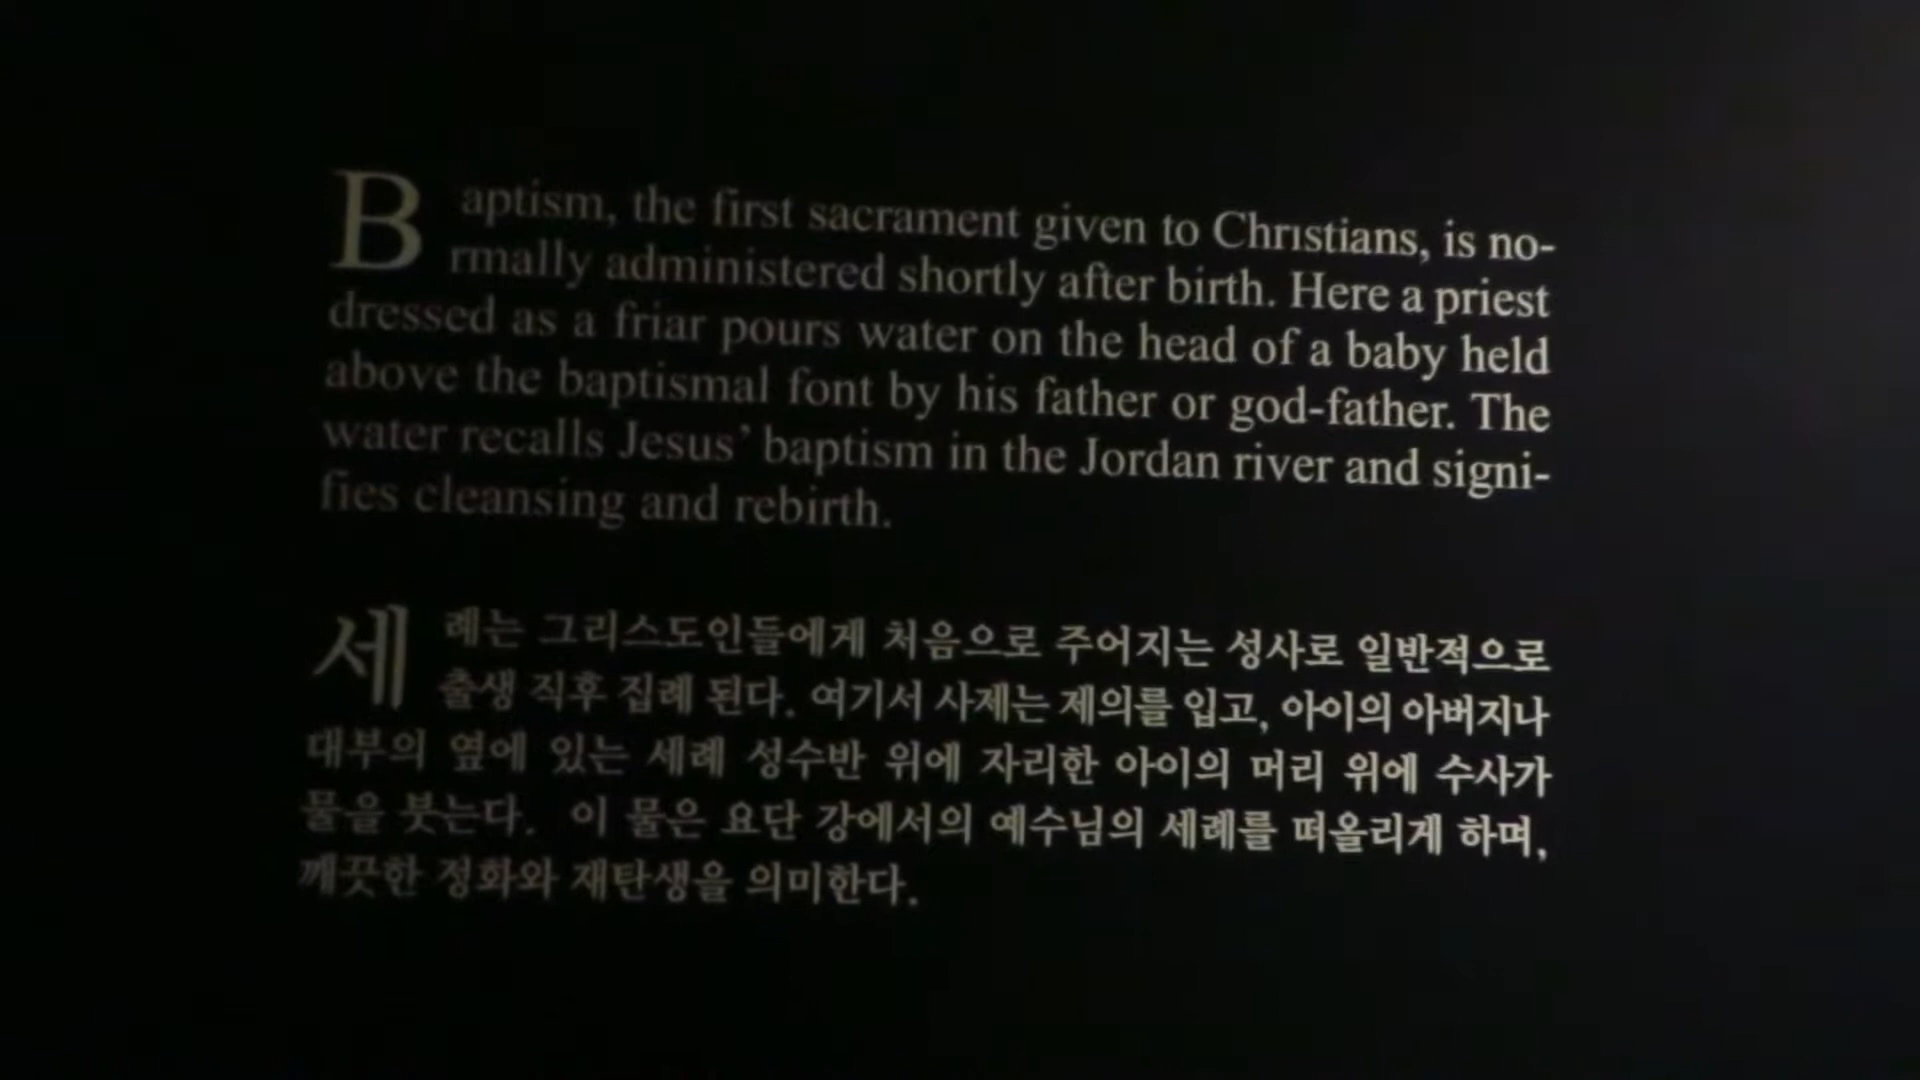 Baptism, the first sacrament given to Christians, is no-
rmally administered shortly after birth. Here a priest
dressed as a friar pours water on the head of a baby held
above the baptismal font by his father or god-father. The
water recalls Jesus’ baptism in the Jordan river and signi-
fies cleansing and rebirth.
세례는 그리스도인들에게 처음으로 주어지는 성사로 일반적으로
출생 직후 집례 된다. 여기서 사제는 제의를 입고, 아이의 아버지나
대부의 옆에 있는 세례 성수반 위에 자리한 아이의 머리 위에 수사가
물을 붓는다. 이 물은 요단 강에서의 예수님의 세례를 떠올리게 하며,
깨끗한 정화와 재탄생을 의미한다.